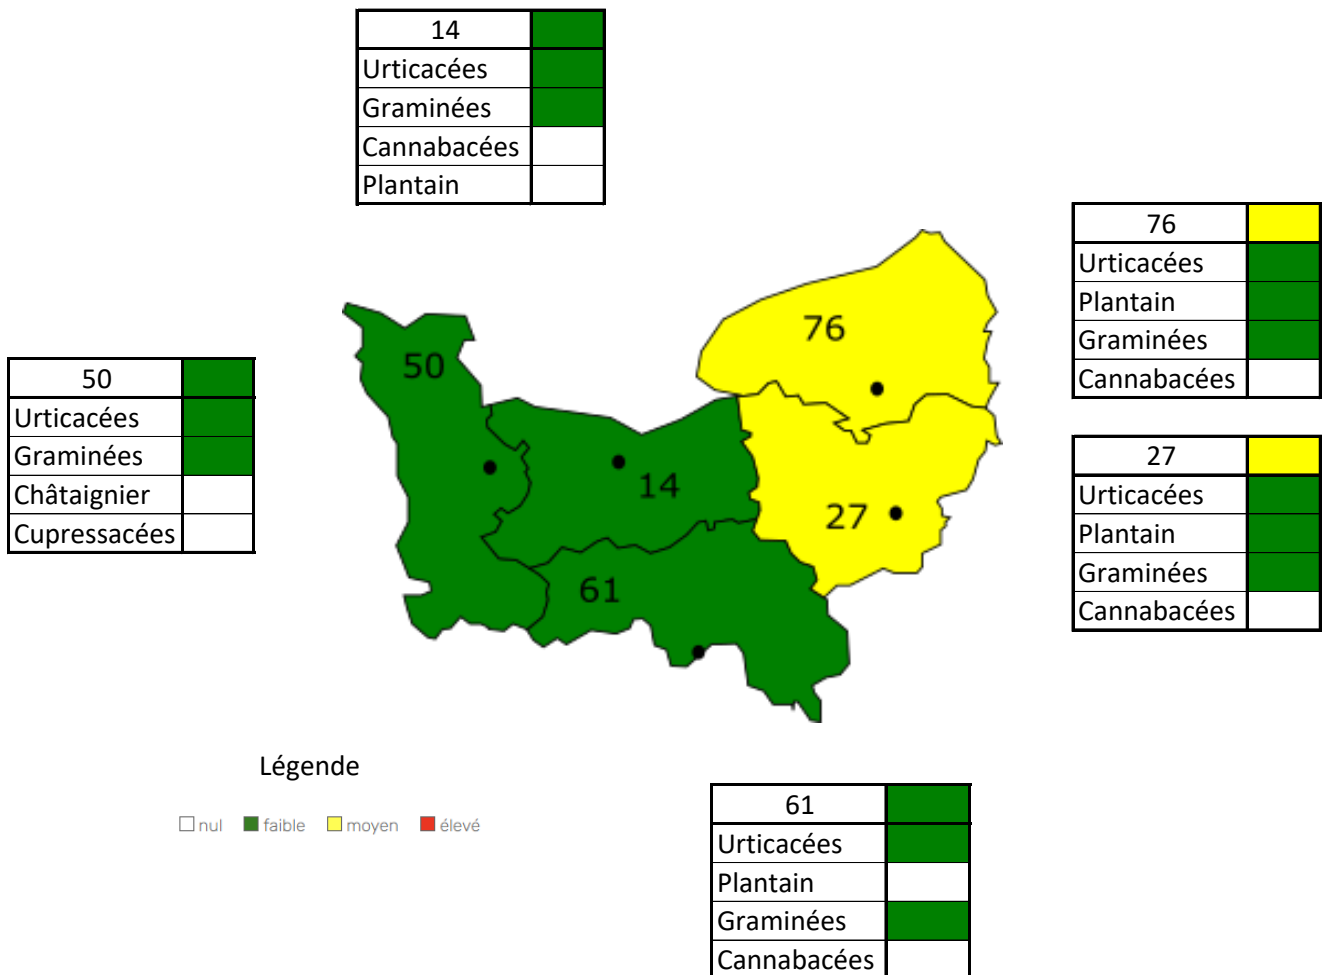 14
Urticacées
Graminées
Cannabacées
Plantain
76
Urticacées
Plantain
Graminées
Cannabacées
50
Urticacées
Graminées
Châtaignier
Cupressacées
27
Urticacées
Plantain
Graminées
Cannabacées
76
50
14
27
61
Légende
nul faible moyen élevé
61
Urticacées
Plantain
Graminées
Cannabacées